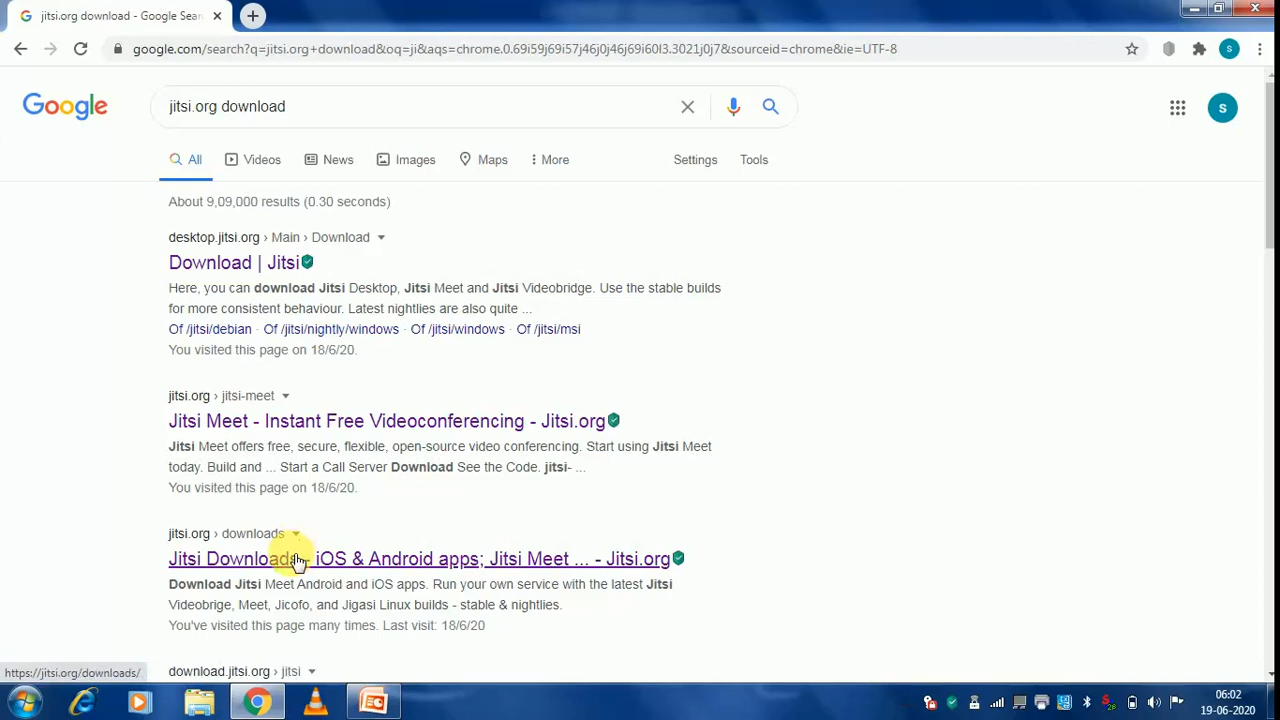 jitsi.org download - Google Sear
google.com/search?q=jitsi.org+download&oq=ji&aqs=chrome.0.69i59j69i57j46j0j46j69i60l3.3021j0j7&sourceid=chrome&ie=UTF-8
S
Google
jitsi.org download
S
All
Videos
News
Images
Maps
More
Settings
Tools
About 9,09,000 results (0.30 seconds)
desktop.jitsi.org › Main › Download
Download | Jitsi
Here, you can download Jitsi Desktop, Jitsi Meet and Jitsi Videobridge. Use the stable builds
for more consistent behaviour. Latest nightlies are also quite ...
Of /jitsi/debian · Of /jitsi/nightly/windows · Of /jitsi/windows · Of /jitsi/msi
You visited this page on 18/6/20.
jitsi.org › jitsi-meet
Jitsi Meet - Instant Free Videoconferencing - Jitsi.org
Jitsi Meet offers free, secure, flexible, open-source video conferencing. Start using Jitsi Meet
today. Build and ... Start a Call Server Download See the Code. jitsi- ...
You visited this page on 18/6/20.
jitsi.org › downloads
Jitsi Downloads - iOS & Android apps; Jitsi Meet ... - Jitsi.org
Download Jitsi Meet Android and iOS apps. Run your own service with the latest Jitsi
Videobrige, Meet, Jicofo, and Jigasi Linux builds - stable & nightlies.
You've visited this page many times. Last visit: 18/6/20
download.jitsi.org › jitsi
https://jitsi.org/downloads/
06:02
19-06-2020